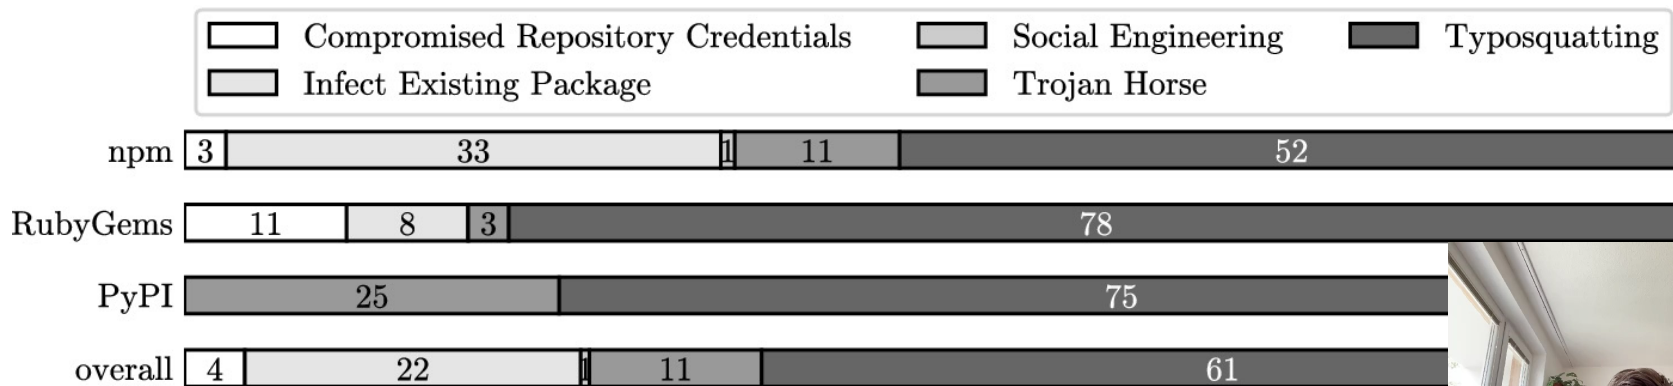 Compromised Repository Credentials Social Engineering Typosquatting
Infect Existing Package Trojan Horse
npm 3 33 1 11 52
RubyGems 11 8 3 78
PyPI 25 75
overall 4 22 1 11 61